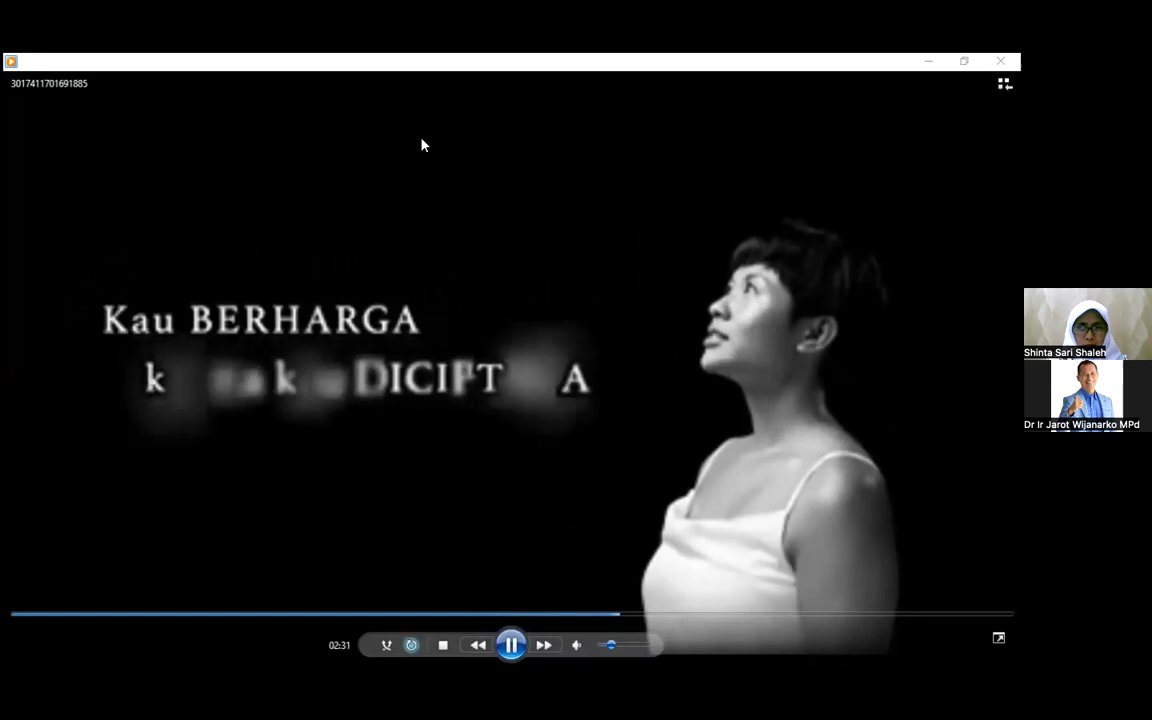 3017411701691885
Kau BERHARGA
Shinta Sari Shaleh
Dr Ir Jarot Wijanarko MPd
02:31